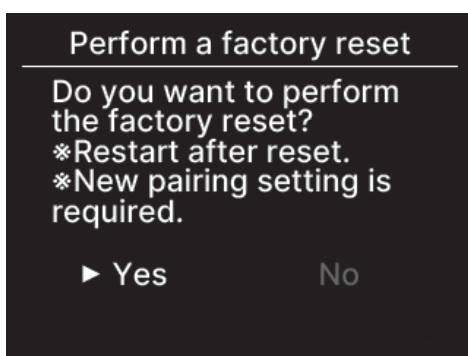 Perform a factory reset
Do you want to perform
the factory reset?
※Restart after reset.
※New pairing setting is
required.
► Yes No